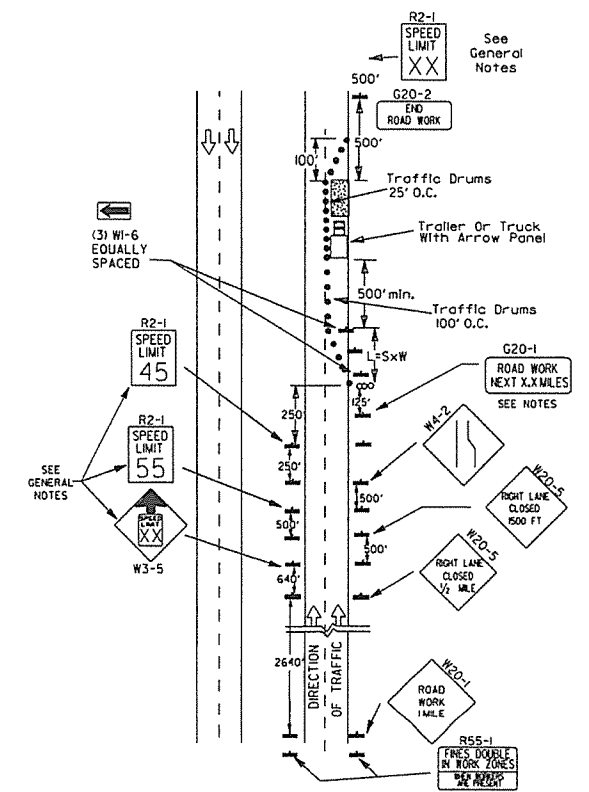 R2-1
SPEED
LIMIT
XX
See
General
Notes
500'
G20-2
END
ROAD WORK
100'
500'
Traffic Drums
25' O.C.
Trailer Or Truck
With Arrow Panel
(3) W1-6
EQUALLY
SPACED
500' min.
Traffic Drums
100' O.C.
R2-1
SPEED
LIMIT
45
L=SxW
G20-1
ROAD WORK
NEXT X.X MILES
SEE NOTES
125'
250'
R2-1
SPEED
LIMIT
55
W4-2
250'
SEE
GENERAL
NOTES
500'
W20-5
RIGHT LANE
CLOSED
1500 FT
SPEED
LIMIT
XX
W3-5
500'
500'
W20-5
RIGHT LANE
CLOSED
1/2 MILE
640'
2640'
DIRECTION
OF TRAFFIC
W20-1
ROAD
WORK
1 MILE
R55-1
FINES DOUBLE
IN WORK ZONES
WHEN WORKERS
ARE PRESENT